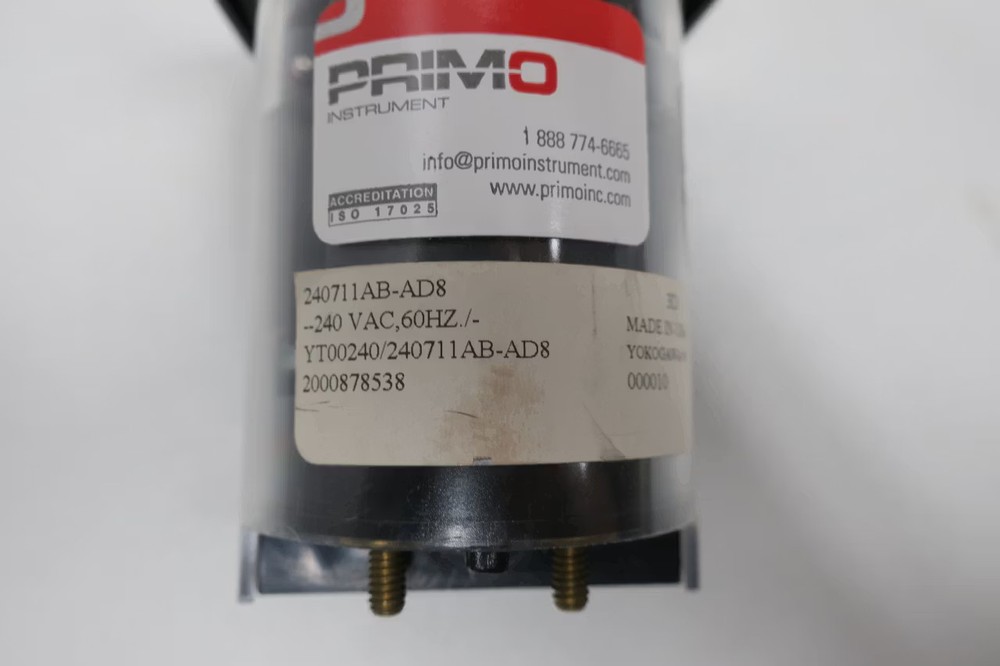 PRIMO
INSTRUMENT
1 888 774-6665
info@primoinstrument.com
www.primoinc.com
ACCREDITATION
ISO 17025
240711AB-AD8
--240 VAC,60HZ./-
YT00240/240711AB-AD8
2000878538
MADE IN
000010